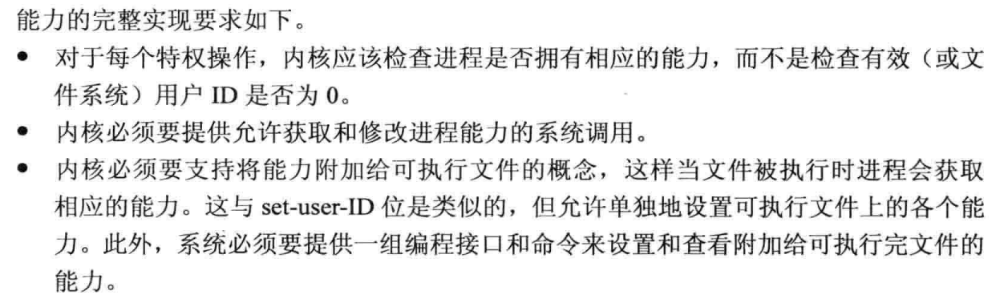 能力的完整实现要求如下。
● 对于每个特权操作，内核应该检查进程是否拥有相应的能力，而不是检查有效（或文
件系统）用户 ID 是否为 0。
● 内核必须要提供允许获取和修改进程能力的系统调用。
● 内核必须要支持将能力附加给可执行文件的概念，这样当文件被执行时进程会获取
相应的能力。这与 set-user-ID 位是类似的，但允许单独地设置可执行文件上的各个能
力。此外，系统必须要提供一组编程接口和命令来设置和查看附加给可执行完文件的
能力。